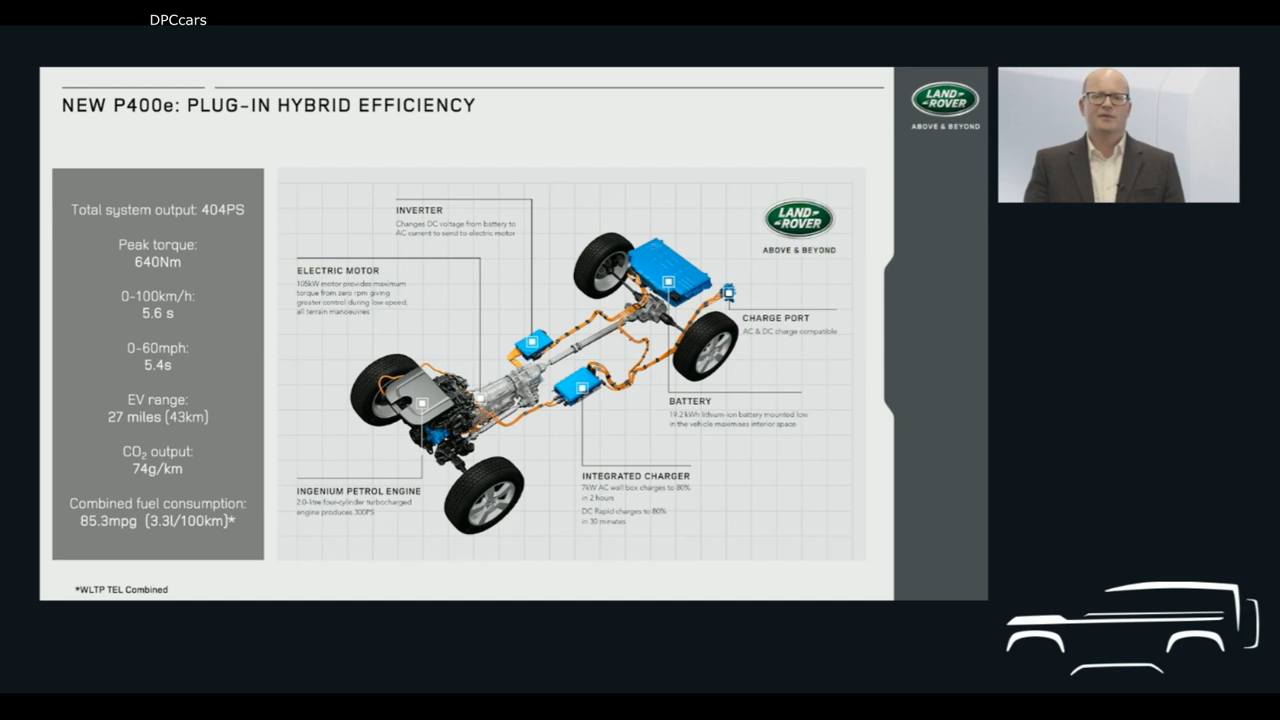 DPCcars
NEW P400e: PLUG-IN HYBRID EFFICIENCY
LAND-
-ROVER
ABOVE & BEYOND
Total system output: 404PS
Peak torque:
640Nm
0-100km/h:
5.6 s
0-60mph:
5.4s
EV range:
27 miles (43km)
CO2 output:
74g/km
Combined fuel consumption:
85.3mpg (3.3l/100km)*
INVERTER
Changes DC voltage from battery to
AC current to send to electric motor
LAND-
-ROVER
ABOVE & BEYOND
ELECTRIC MOTOR
105kW motor provides maximum
torque from zero rpm giving
greater control during low speed,
all terrain manoeuvres
CHARGE PORT
AC & DC charge compatible
BATTERY
19.2 kWh lithium-ion battery mounted low
in the vehicle maximises interior space
INGENIUM PETROL ENGINE
2.0-litre four-cylinder turbocharged
engine produces 300PS
INTEGRATED CHARGER
7kW AC wall box charges to 80%
in 2 hours
DC Rapid charges to 80%
in 30 minutes
*WLTP TEL Combined